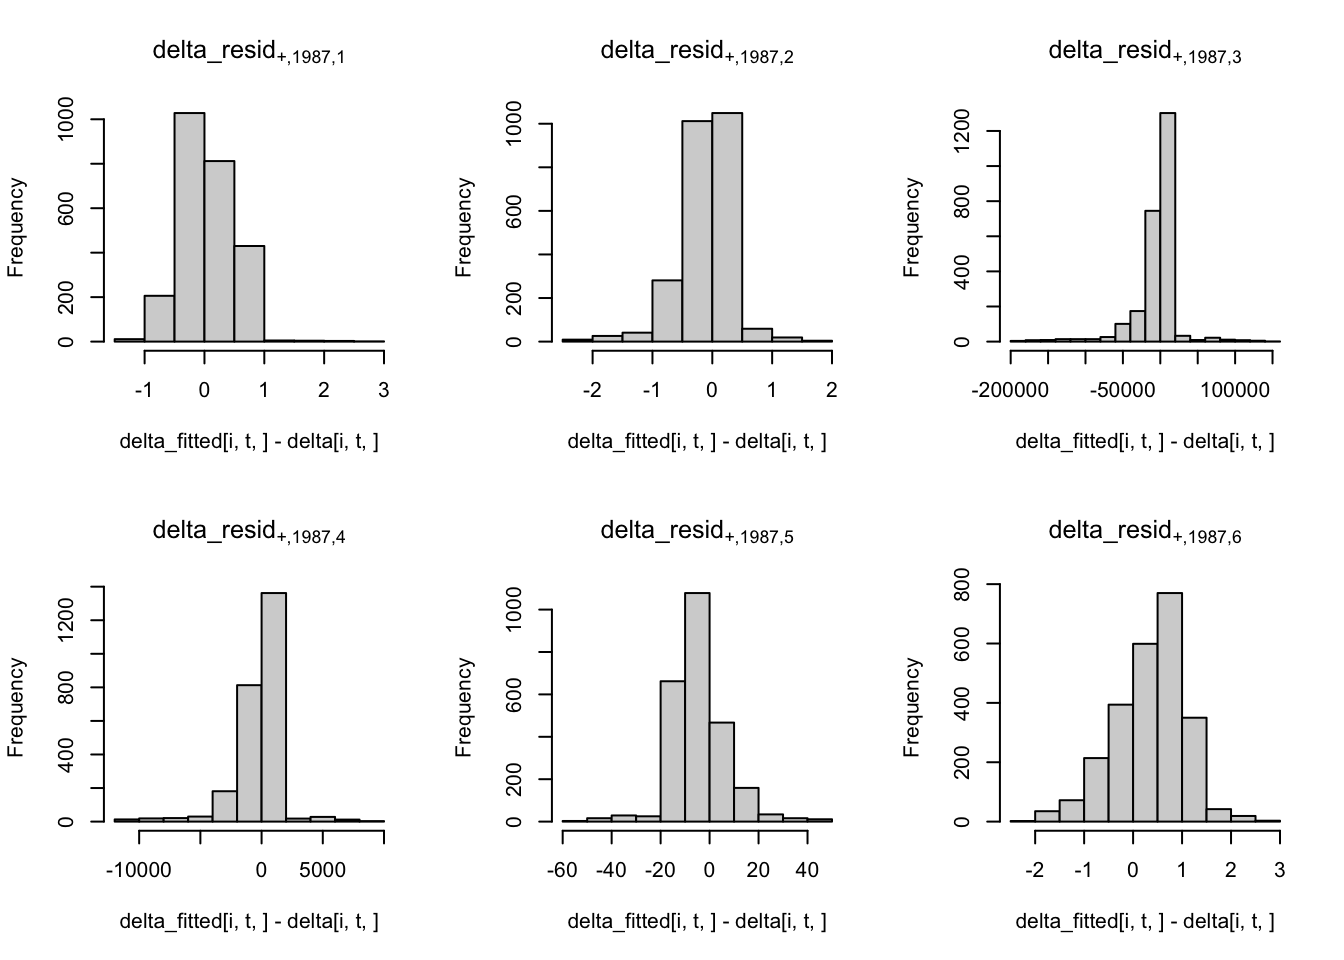 delta_resid+,1987,1
Frequency
0
200
600
1000
-1
0
1
2
3
delta_fitted[i, t, ] - delta[i, t, ]
delta_resid+,1987,2
Frequency
0
200
600
1000
-2
-1
0
1
2
delta_fitted[i, t, ] - delta[i, t, ]
delta_resid+,1987,3
Frequency
0
400
800
1200
-200000
-50000
100000
delta_fitted[i, t, ] - delta[i, t, ]
delta_resid+,1987,4
Frequency
0
400
800
1200
-10000
0
5000
delta_fitted[i, t, ] - delta[i, t, ]
delta_resid+,1987,5
Frequency
0
200
600
1000
-60
-40
-20
0
20
40
delta_fitted[i, t, ] - delta[i, t, ]
delta_resid+,1987,6
Frequency
0
200
400
600
800
-2
-1
0
1
2
3
delta_fitted[i, t, ] - delta[i, t, ]